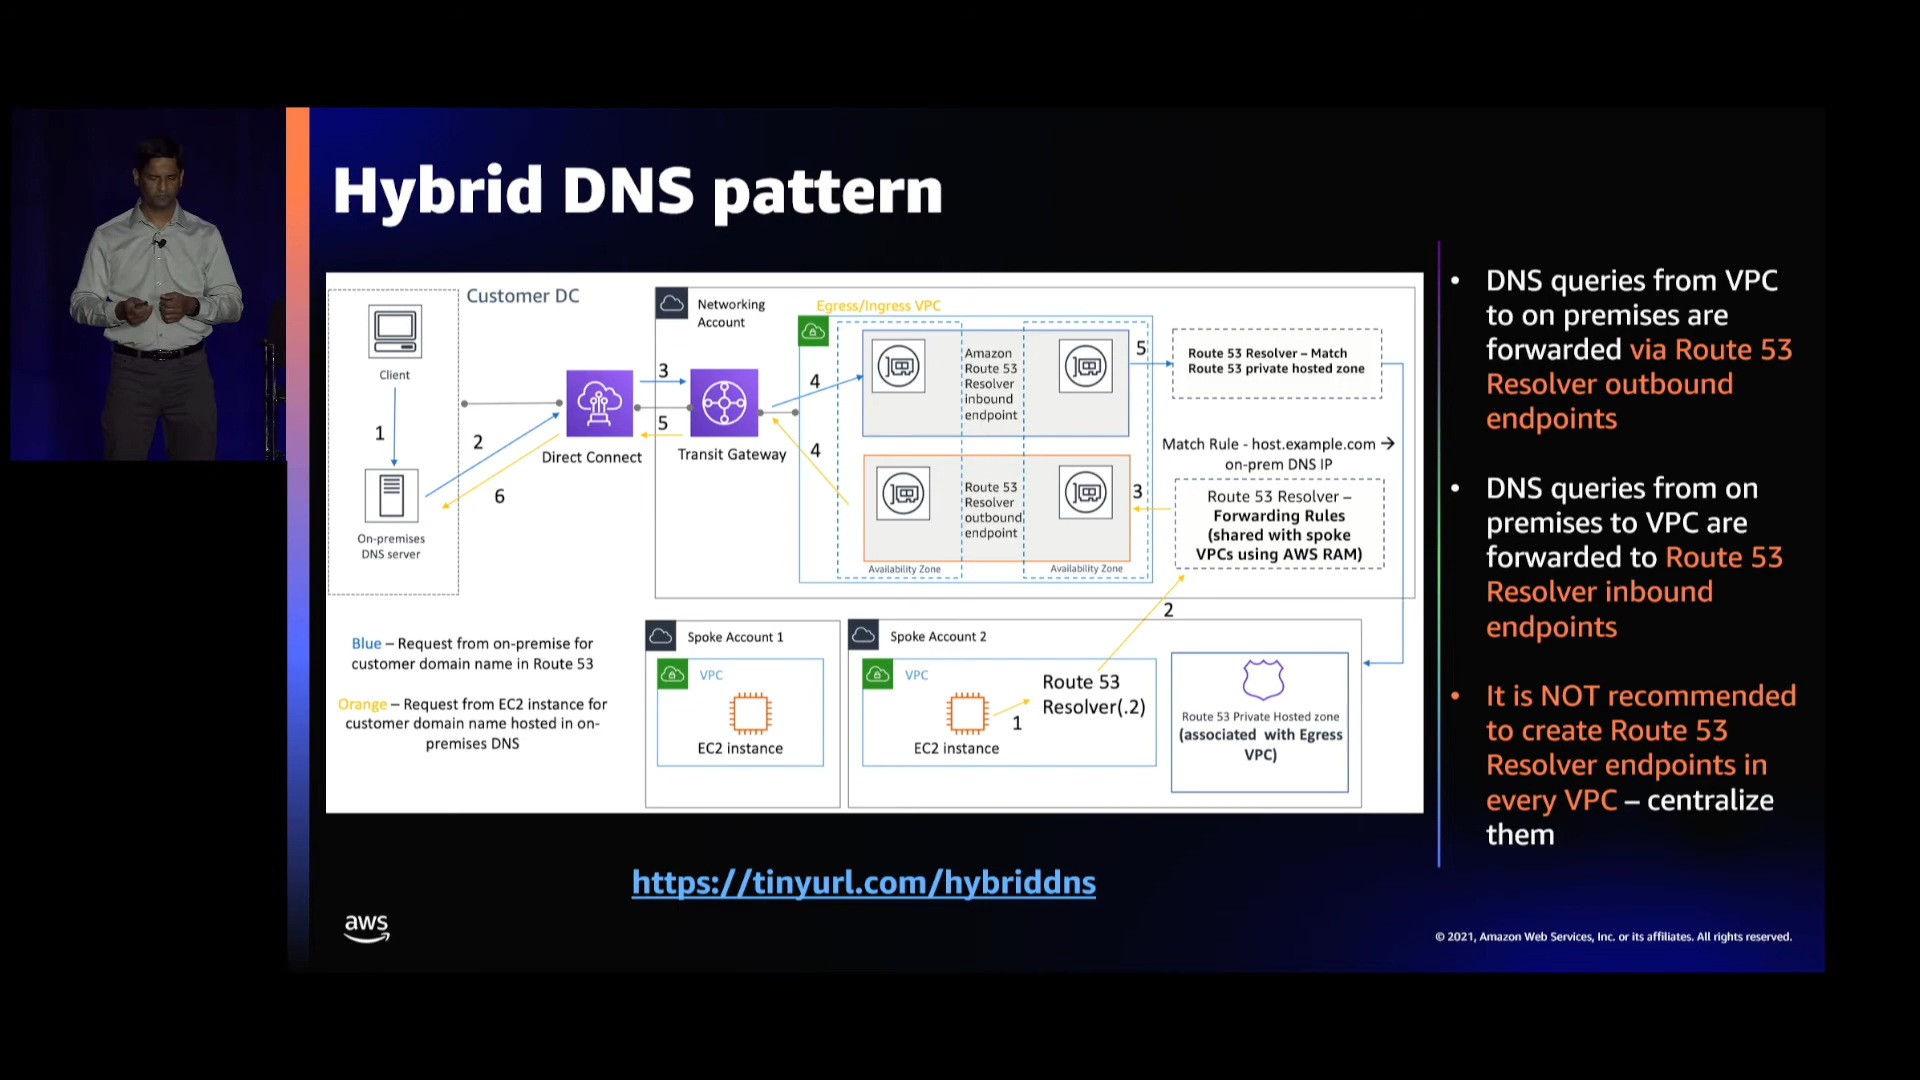 Hybrid DNS pattern
Customer DC
Client
1
On-premises
DNS server
2
6
Direct Connect
3
5
Transit Gateway
4
4
Networking
Account
Egress/Ingress VPC
Amazon
Route 53
Resolver
inbound
endpoint
Route 53
Resolver
outbound
endpoint
Availability Zone
Availability Zone
5
Route 53 Resolver – Match
Route 53 private hosted zone
Match Rule - host.example.com →
on-prem DNS IP
3
Route 53 Resolver –
Forwarding Rules
(shared with spoke
VPCs using AWS RAM)
2
Blue – Request from on-premise for
customer domain name in Route 53
Orange – Request from EC2 instance for
customer domain name hosted in on-
premises DNS
Spoke Account 1
VPC
EC2 instance
Spoke Account 2
VPC
EC2 instance
1
Route 53
Resolver(.2)
Route 53 Private Hosted zone
(associated with Egress
VPC)
• DNS queries from VPC
to on premises are
forwarded via Route 53
Resolver outbound
endpoints
• DNS queries from on
premises to VPC are
forwarded to Route 53
Resolver inbound
endpoints
• It is NOT recommended
to create Route 53
Resolver endpoints in
every VPC – centralize
them
https://tinyurl.com/hybriddns
aws
© 2021, Amazon Web Services, Inc. or its affiliates. All rights reserved.